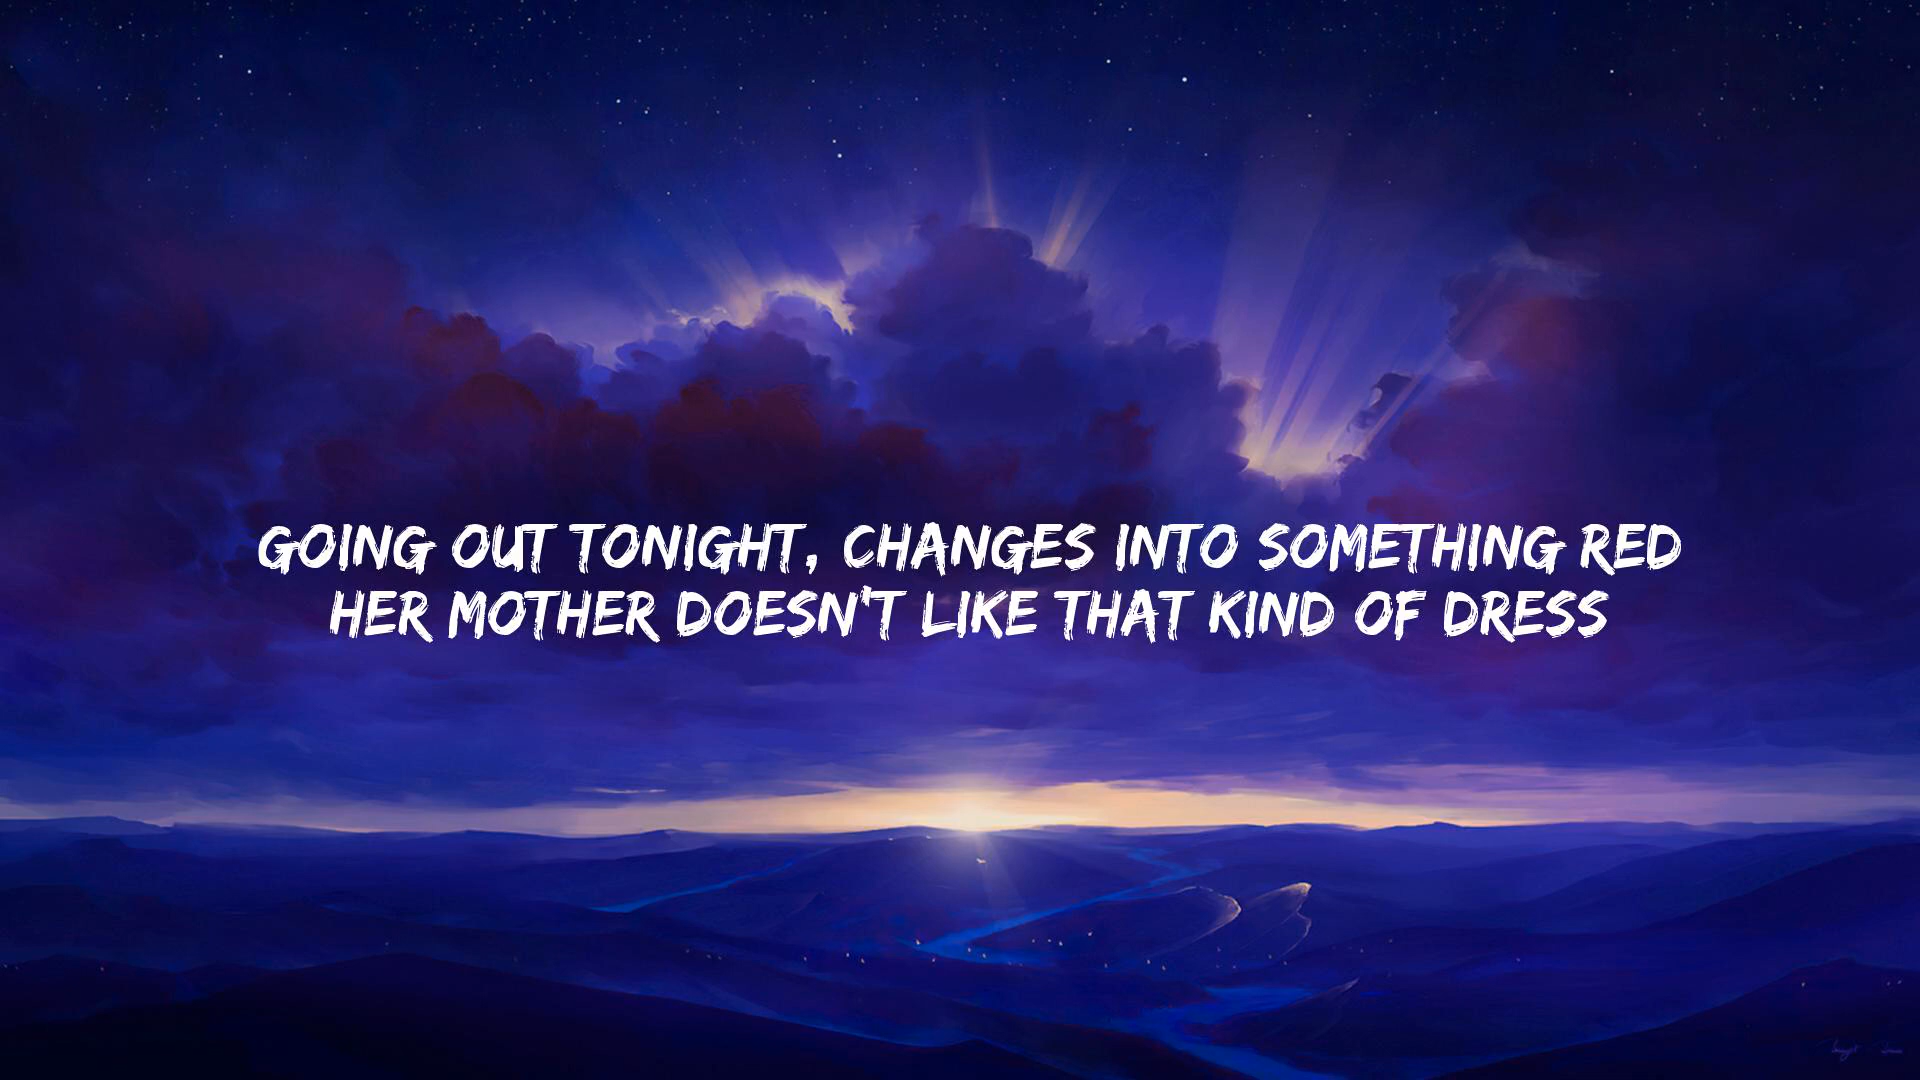 GOING OUT TONIGHT, CHANGES INTO SOMETHING RED
HER MOTHER DOESN'T LIKE THAT KIND OF DRESS